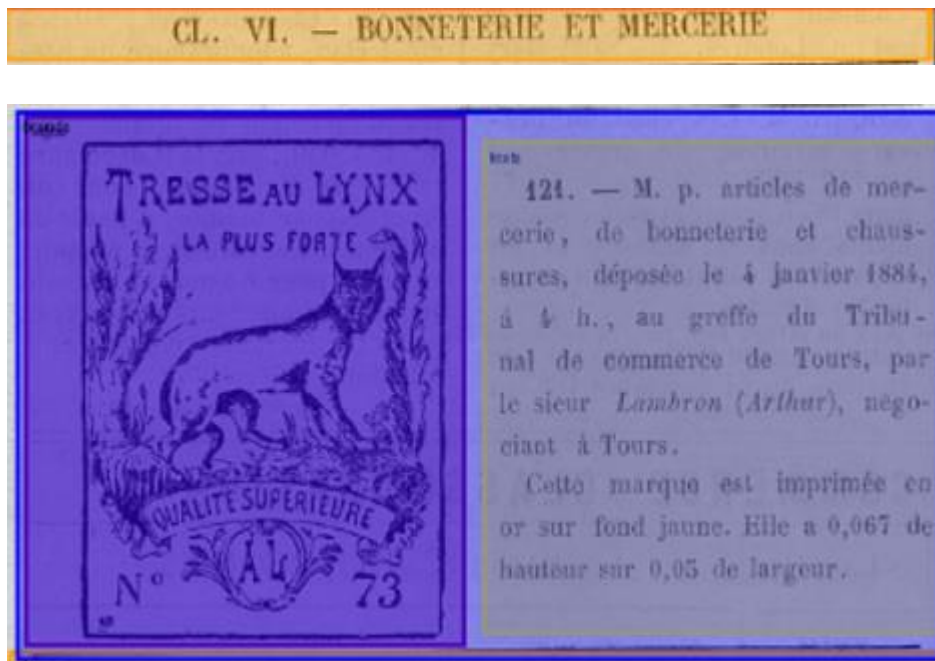 CL. VI. — BONNETERIE ET MERCERIE
TRESSE AU LYNX
LA PLUS FORTE
QUALITE SUPERIEURE
AL
N° 73
121. — M. p. articles de mer-
cerie, de bonneterie et chaus-
sures, déposée le 4 janvier 1884,
à 4 h., au greffe du Tribu-
nal de commerce de Tours, par
le sieur Lambron (Arthur), négo-
ciant à Tours.
Cette marque est imprimée en
or sur fond jaune. Elle a 0,067 de
hauteur sur 0,05 de largeur.